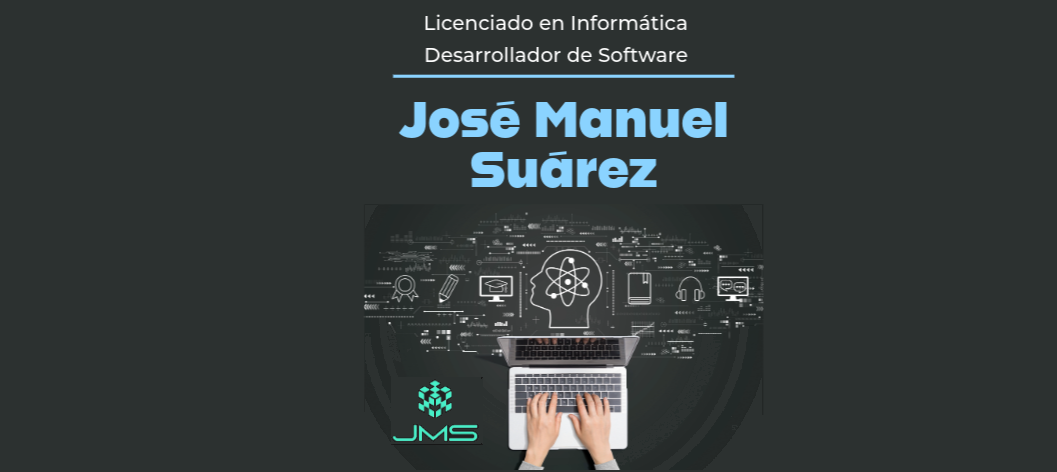 Licenciado en Informática
Desarrollador de Software
José Manuel
Suárez
JMS